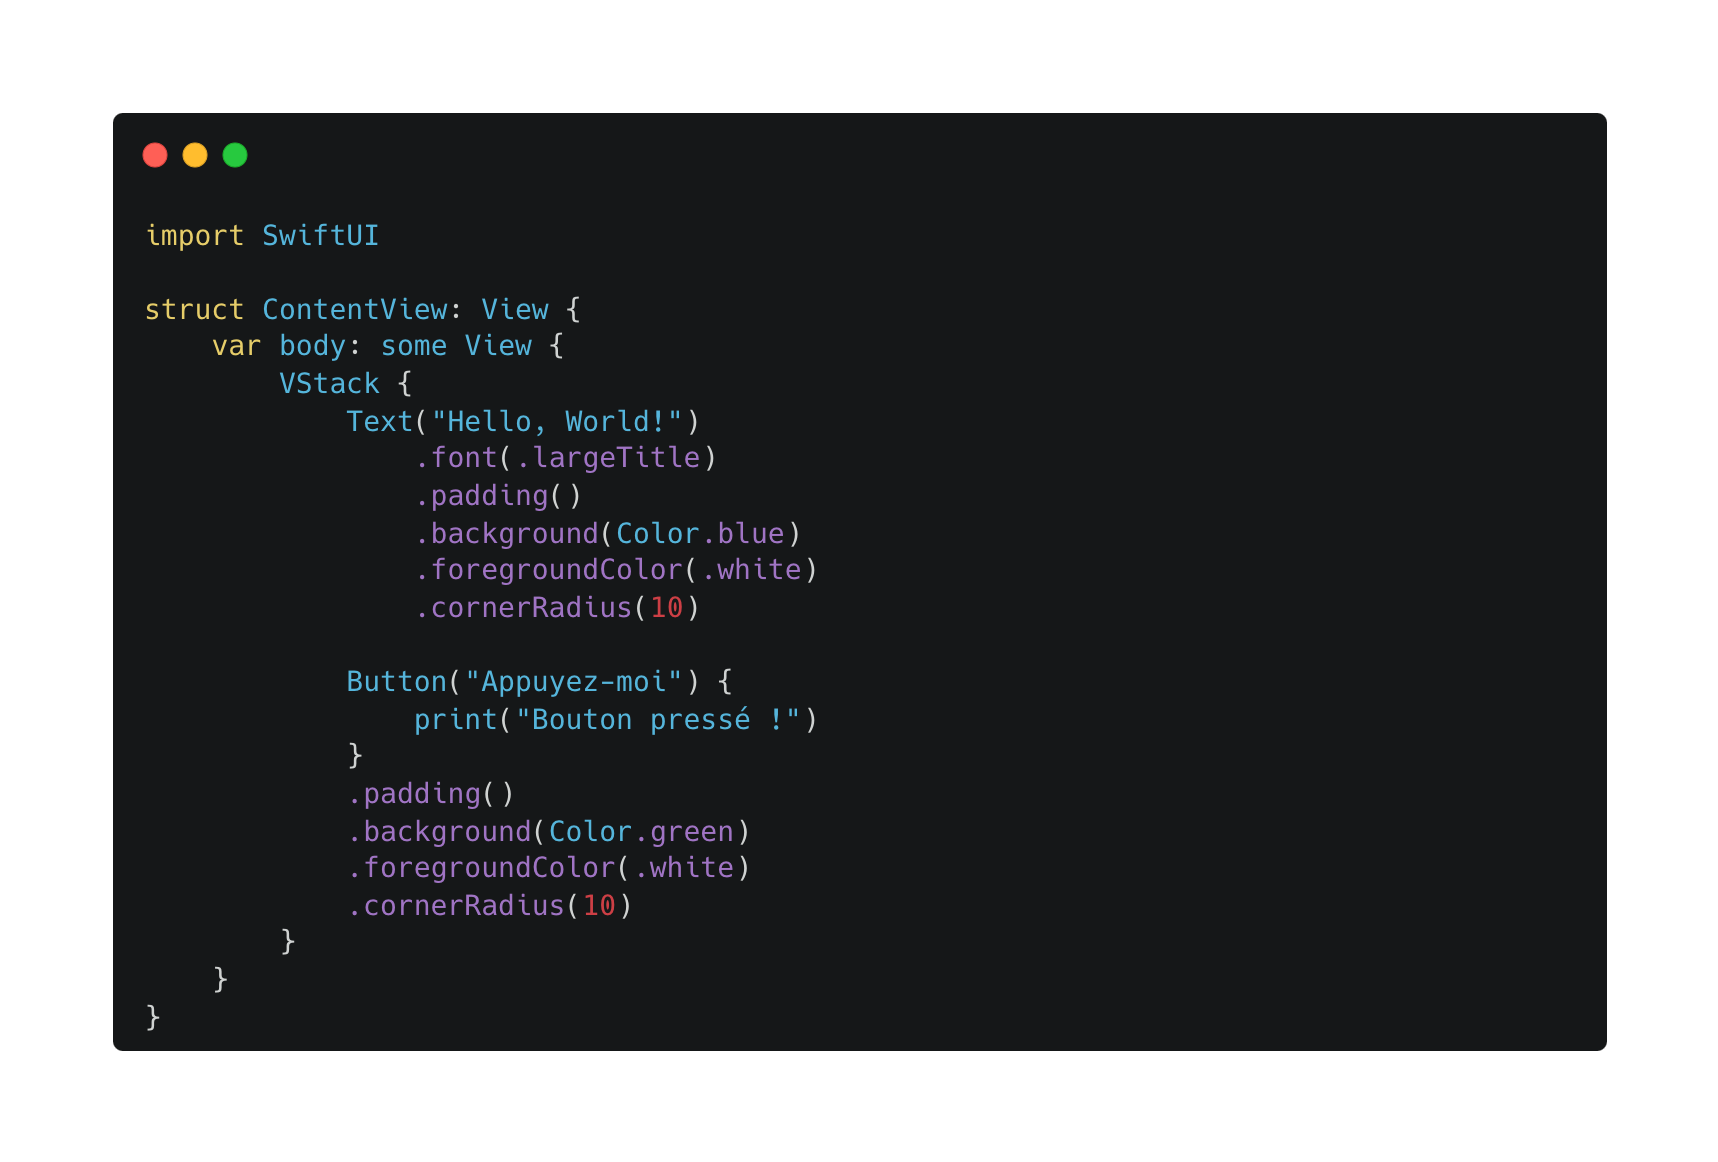 import SwiftUI

struct ContentView: View {
    var body: some View {
        VStack {
            Text("Hello, World!")
                .font(.largeTitle)
                .padding()
                .background(Color.blue)
                .foregroundColor(.white)
                .cornerRadius(10)

            Button("Appuyez-moi") {
                print("Bouton pressé !")
            }
            .padding()
            .background(Color.green)
            .foregroundColor(.white)
            .cornerRadius(10)
        }
    }
}